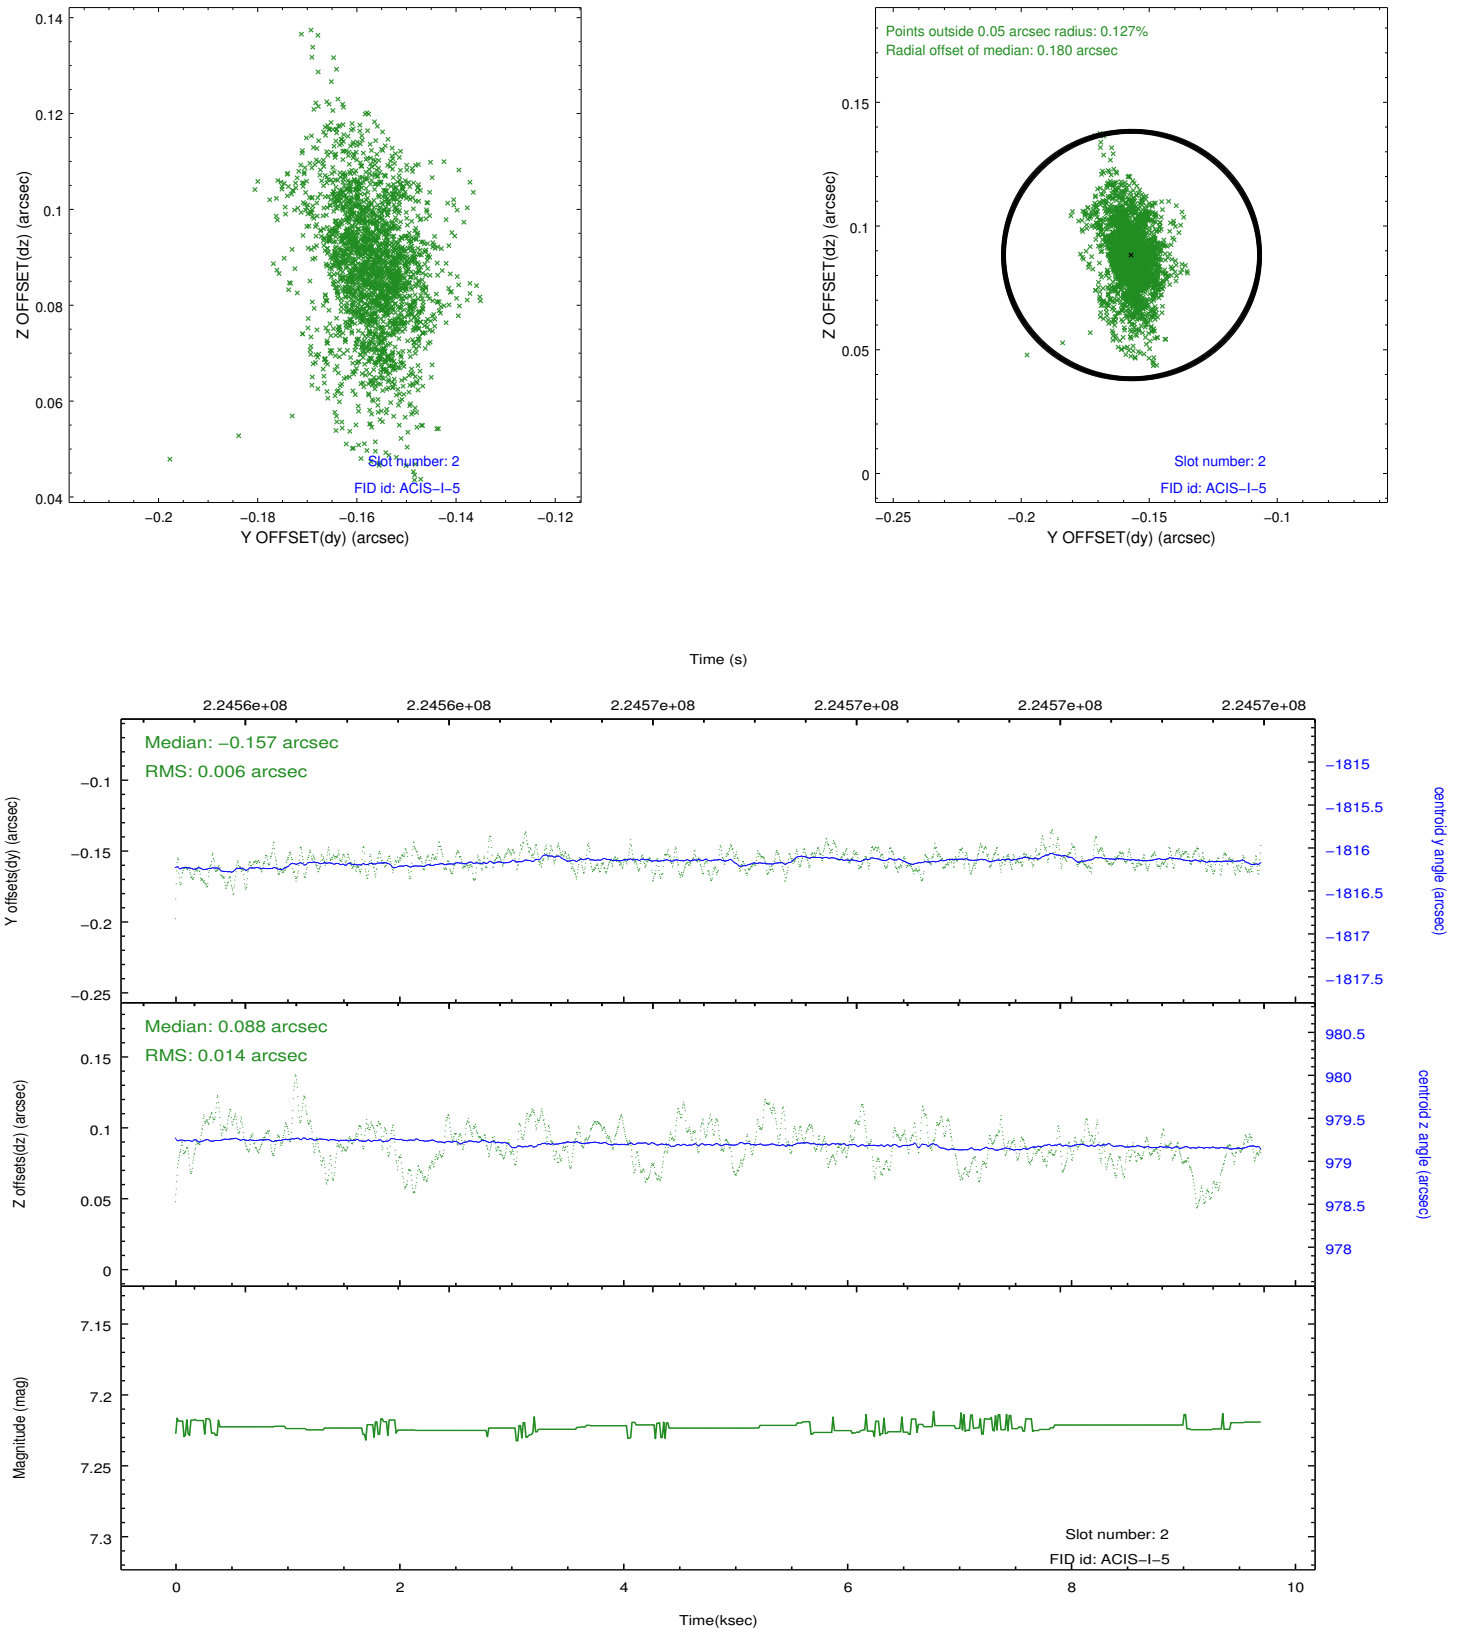 0.14
0.12
0.1
0.08
0.06
0.04
Z OFFSET(dz) (arcsec)
Slot number: 2
FID id: ACIS−I−5
−0.2
−0.18
−0.16
−0.14
−0.12
Y OFFSET(dy) (arcsec)
Points outside 0.05 arcsec radius: 0.127%
Radial offset of median: 0.180 arcsec
0.15
0.1
0.05
0
Z OFFSET(dz) (arcsec)
Slot number: 2
FID id: ACIS−I−5
−0.25
−0.2
−0.15
−0.1
Y OFFSET(dy) (arcsec)
Time (s)
2.2456e+08
2.2456e+08
2.2457e+08
2.2457e+08
2.2457e+08
2.2457e+08
Median: −0.157 arcsec
RMS: 0.006 arcsec
−0.1
−0.15
−0.2
−0.25
Y offsets(dy) (arcsec)
−1815
−1815.5
−1816
−1816.5
−1817
−1817.5
centroid y angle (arcsec)
Median: 0.088 arcsec
RMS: 0.014 arcsec
0.15
0.1
0.05
0
Z offsets(dz) (arcsec)
980.5
980
979.5
979
978.5
978
centroid z angle (arcsec)
7.15
7.2
7.25
7.3
Magnitude (mag)
Slot number: 2
FID id: ACIS−I−5
0
2
4
6
8
10
Time(ksec)